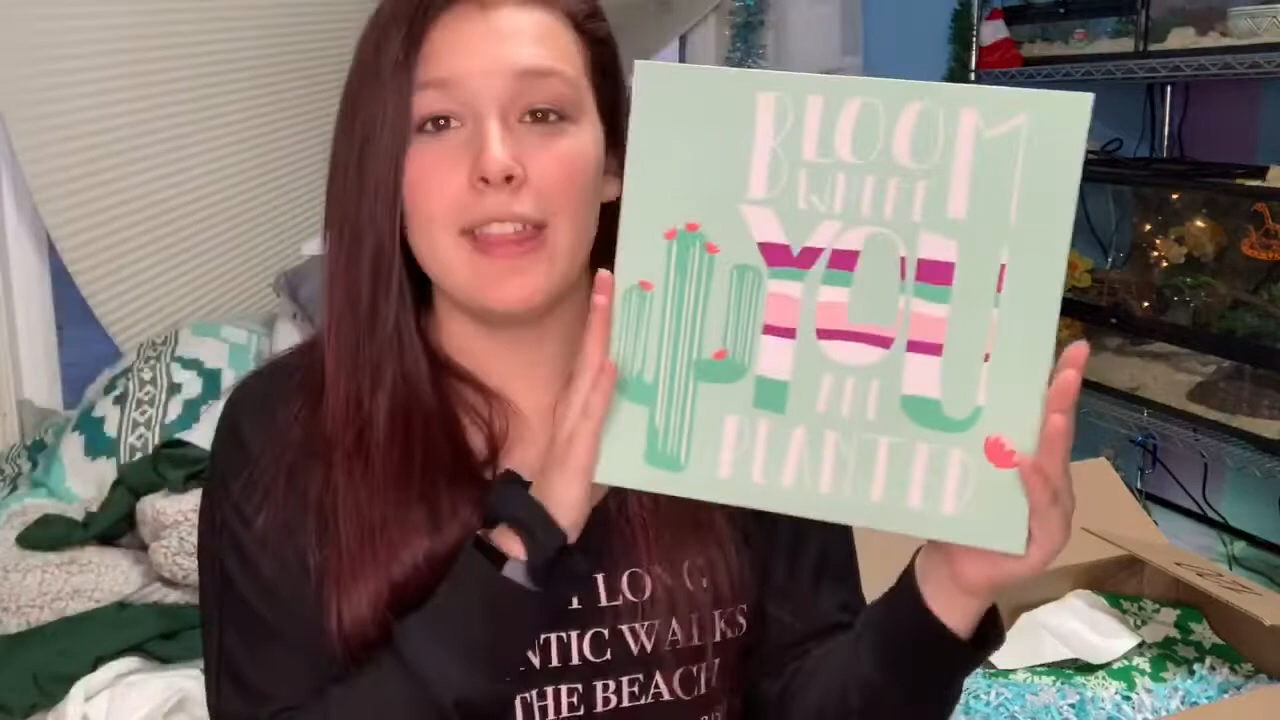 BLOOM
WHERE
YOU
ARE
PLANTED
LONG
NTIC WALKS
THE BEACH